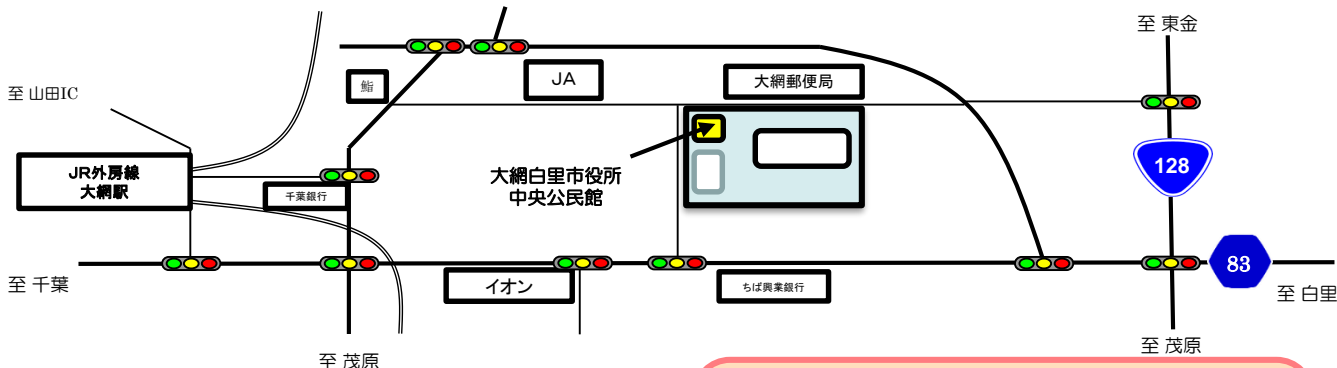 至 東金
鮨
JA
大網郵便局
至 山田IC
128
JR外房線
大網駅
千葉銀行
大網白里市役所
中央公民館
83
至 千葉
イオン
ちば興業銀行
至 白里
至 茂原
至 茂原